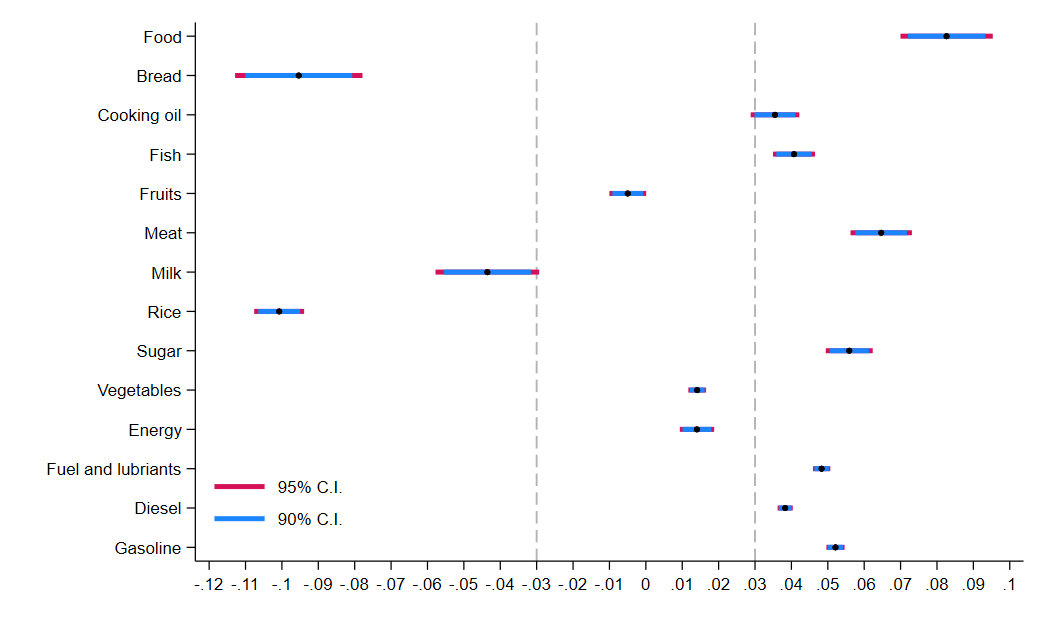 Food
Bread
Cooking oil
Fish
Fruits
Meat
Milk
Rice
Sugar
Vegetables
Energy
Fuel and lubriants
Diesel
Gasoline
95% C.I.
90% C.I.
-.12 -.11 -.1 -.09 -.08 -.07 -.06 -.05 -.04 -.03 -.02 -.01 0 .01 .02 .03 .04 .05 .06 .07 .08 .09 .1